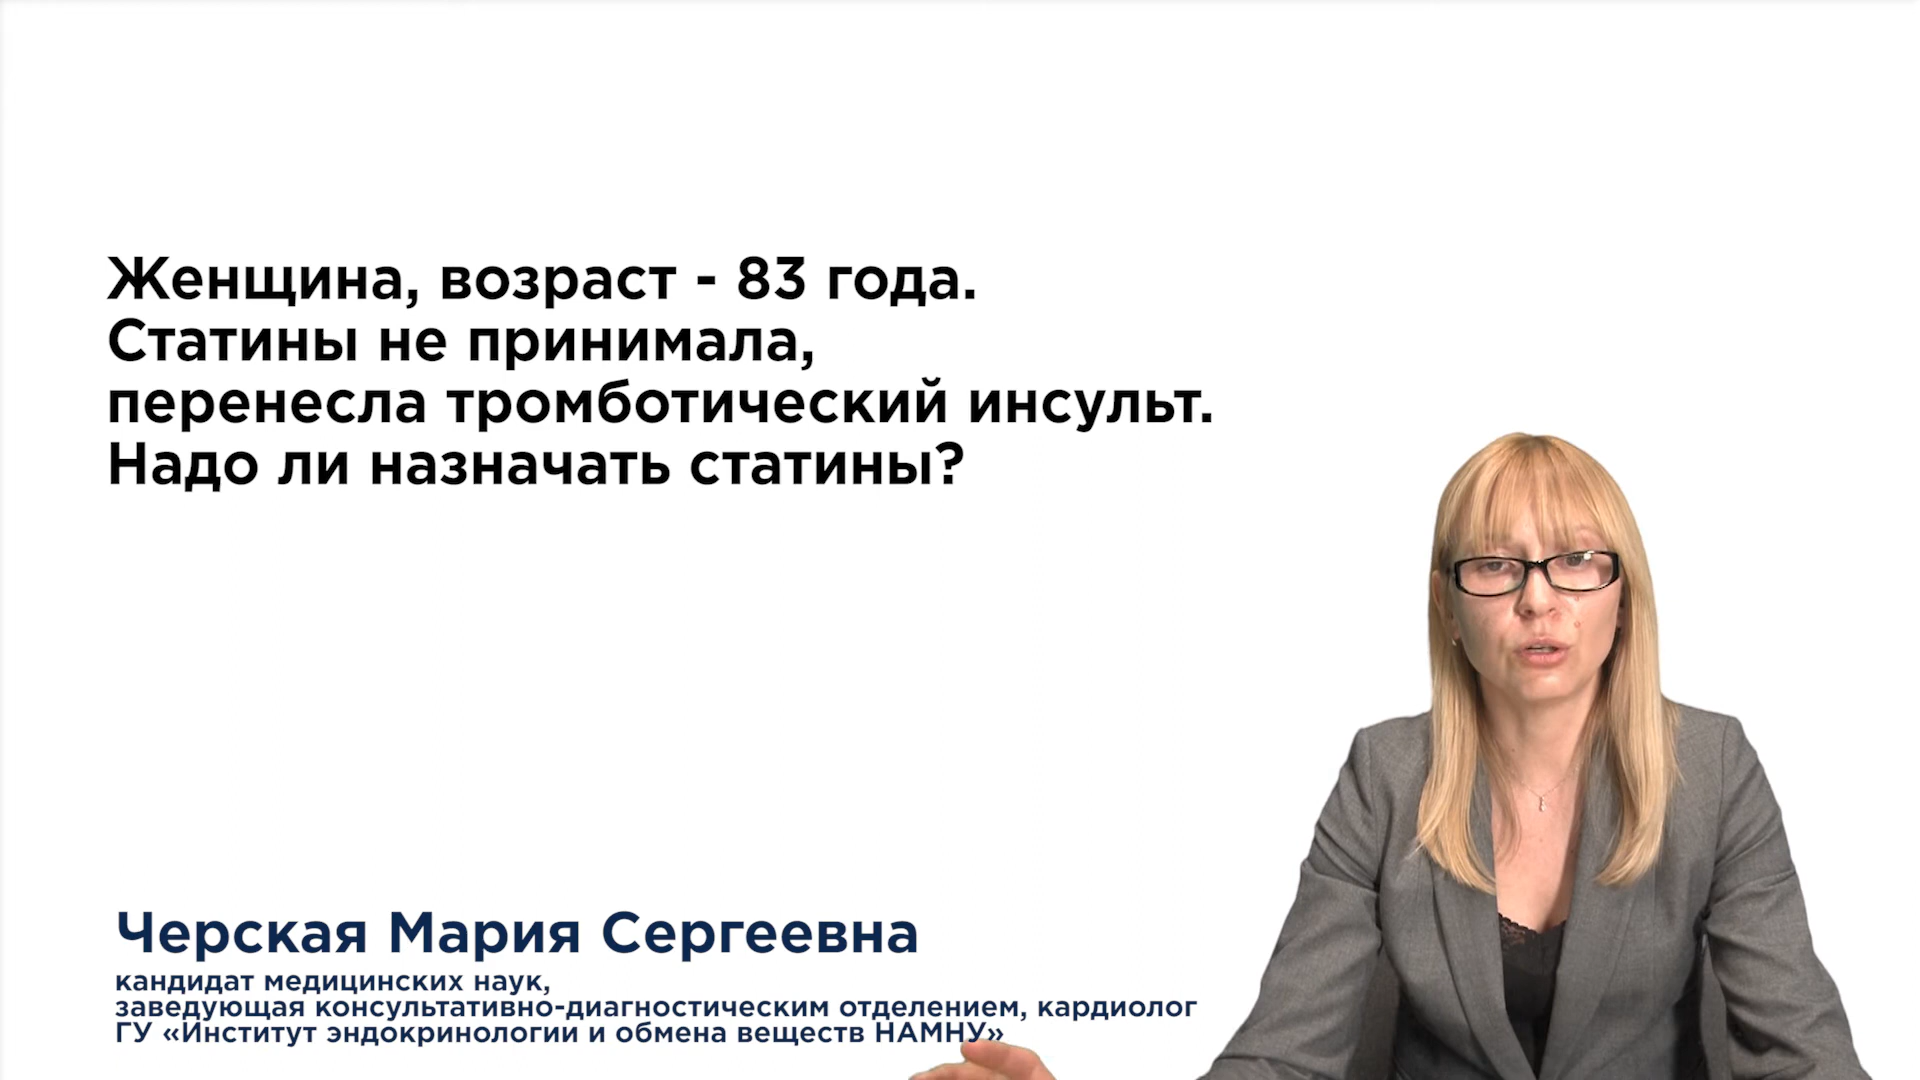 Женщина, возраст - 83 года.
Статины не принимала,
перенесла тромботический инсульт.
Надо ли назначать статины?
Черская Мария Сергеевна
кандидат медицинских наук,
заведующая консультативно-диагностическим отделением, кардиолог
ГУ «Институт эндокринологии и обмена веществ НАМНУ»